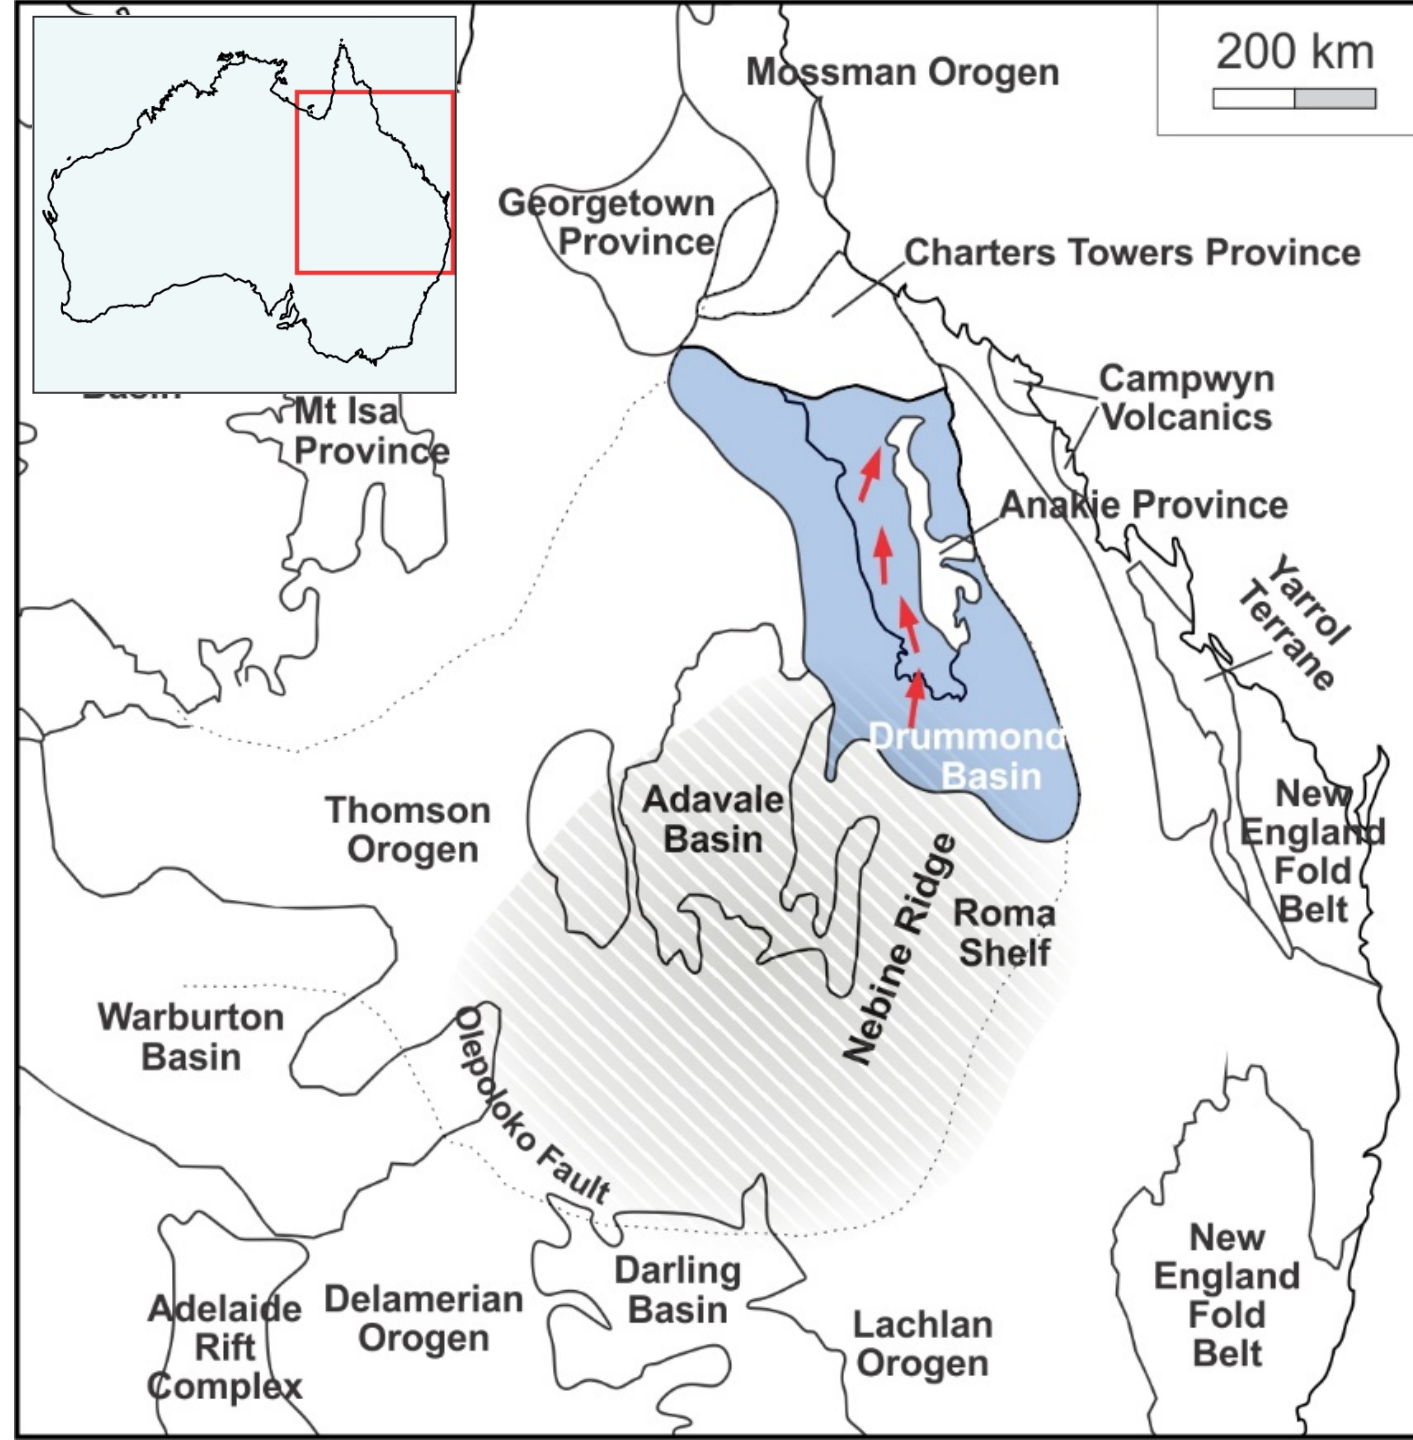 200 km
Mossman Orogen
Georgetown
Province
Charters Towers Province
Campwyn
Volcanics
Basin
Mt Isa
Province
Anakie Province
Yarrol
Terrane
Drummond
Basin
Thomson
Orogen
Adavale
Basin
New
England
Fold
Belt
Nebine Ridge
Roma
Shelf
Warburton
Basin
Olepoloko Fault
Adelaide
Rift
Complex
Delamerian
Orogen
Darling
Basin
Lachlan
Orogen
New
England
Fold
Belt